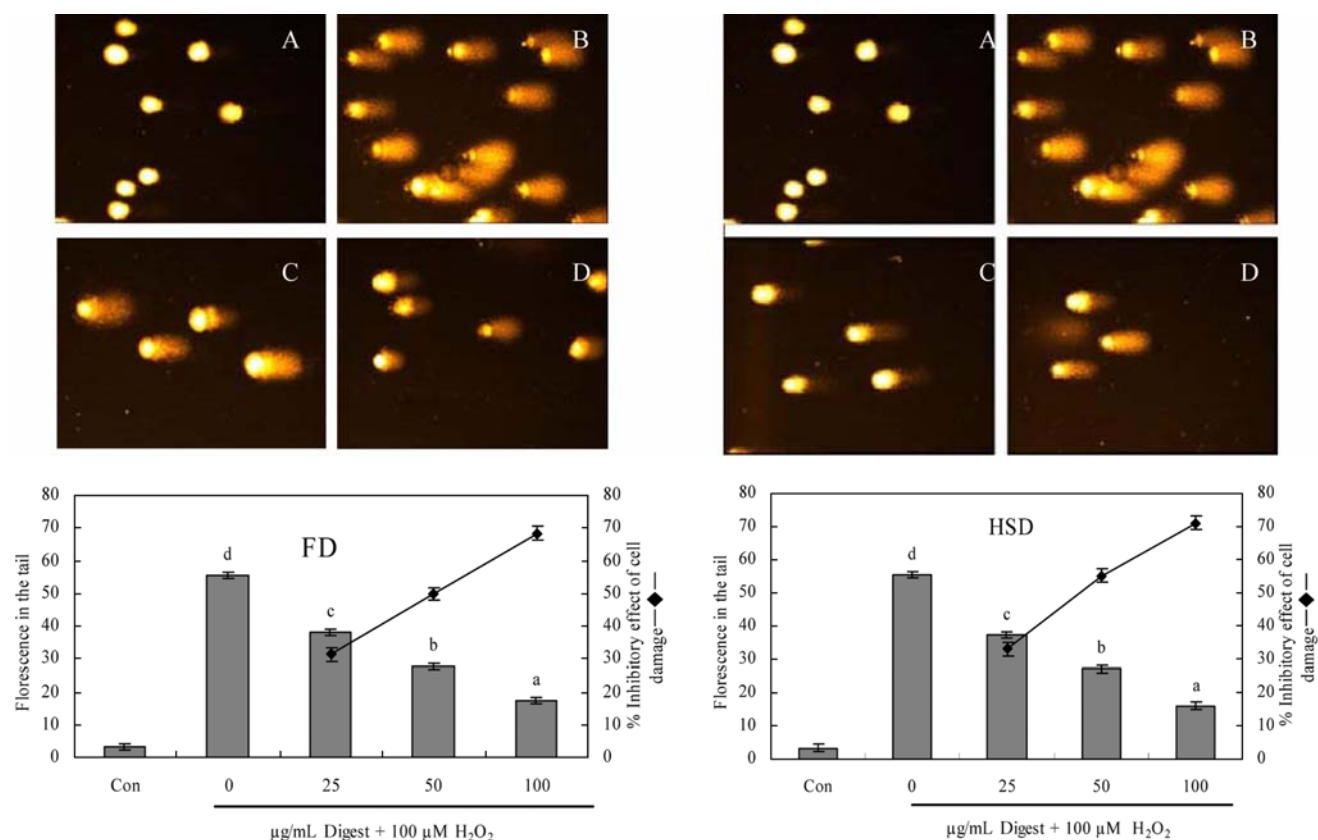 A
B
A
B
C
D
C
D
80
70
60
50
40
30
20
10
0
Florescence in the tail
FD
d
c
b
a
80
70
60
50
40
30
20
10
0
% Inhibitory effect of cell
damage
Con
0
25
50
100
µg/mL Digest + 100 µM H₂O₂
80
70
60
50
40
30
20
10
0
Florescence in the tail
HSD
d
c
b
a
80
70
60
50
40
30
20
10
0
% Inhibitory effect of cell
damage
Con
0
25
50
100
µg/mL Digest + 100 µM H₂O₂